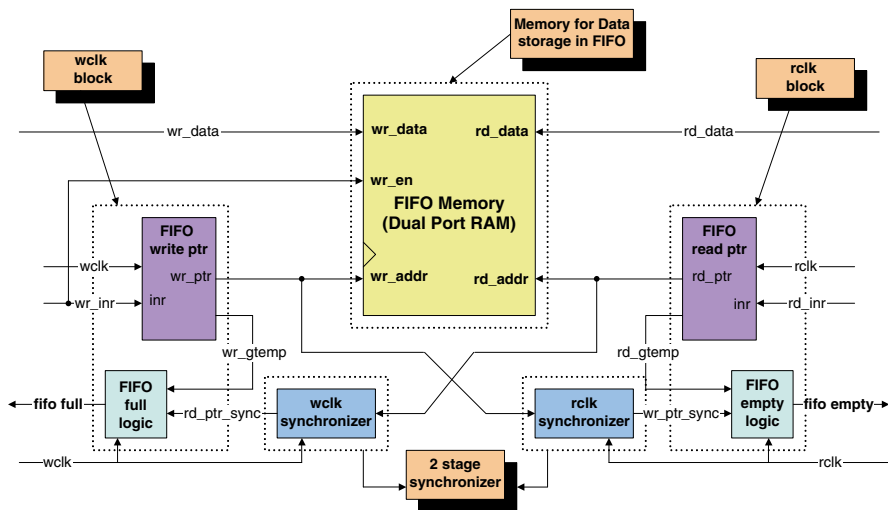 Memory for Data
storage in FIFO
wclk
block
rclk
block
wr_data
wr_data
rd_data
rd_data
wr_en
FIFO Memory
(Dual Port RAM)
FIFO
write ptr
FIFO
read ptr
wclk
wr_ptr
wr_addr
rd_addr
rd_ptr
rclk
wr_inr
inr
inr
rd_inr
wr_gtemp
rd_gtemp
fifo full
FIFO
full
logic
rd_ptr_sync
wclk
synchronizer
rclk
synchronizer
wr_ptr_sync
FIFO
empty
logic
fifo empty
wclk
2 stage
synchronizer
rclk